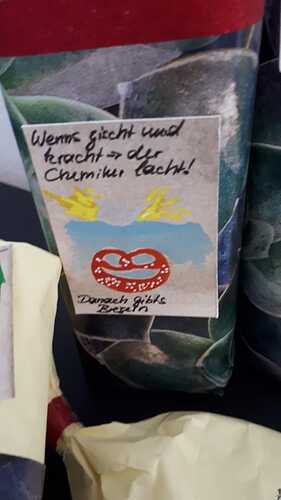 Wenns zischt und
kracht → der
Chemiker lacht!
Danach gibts
Brezeln